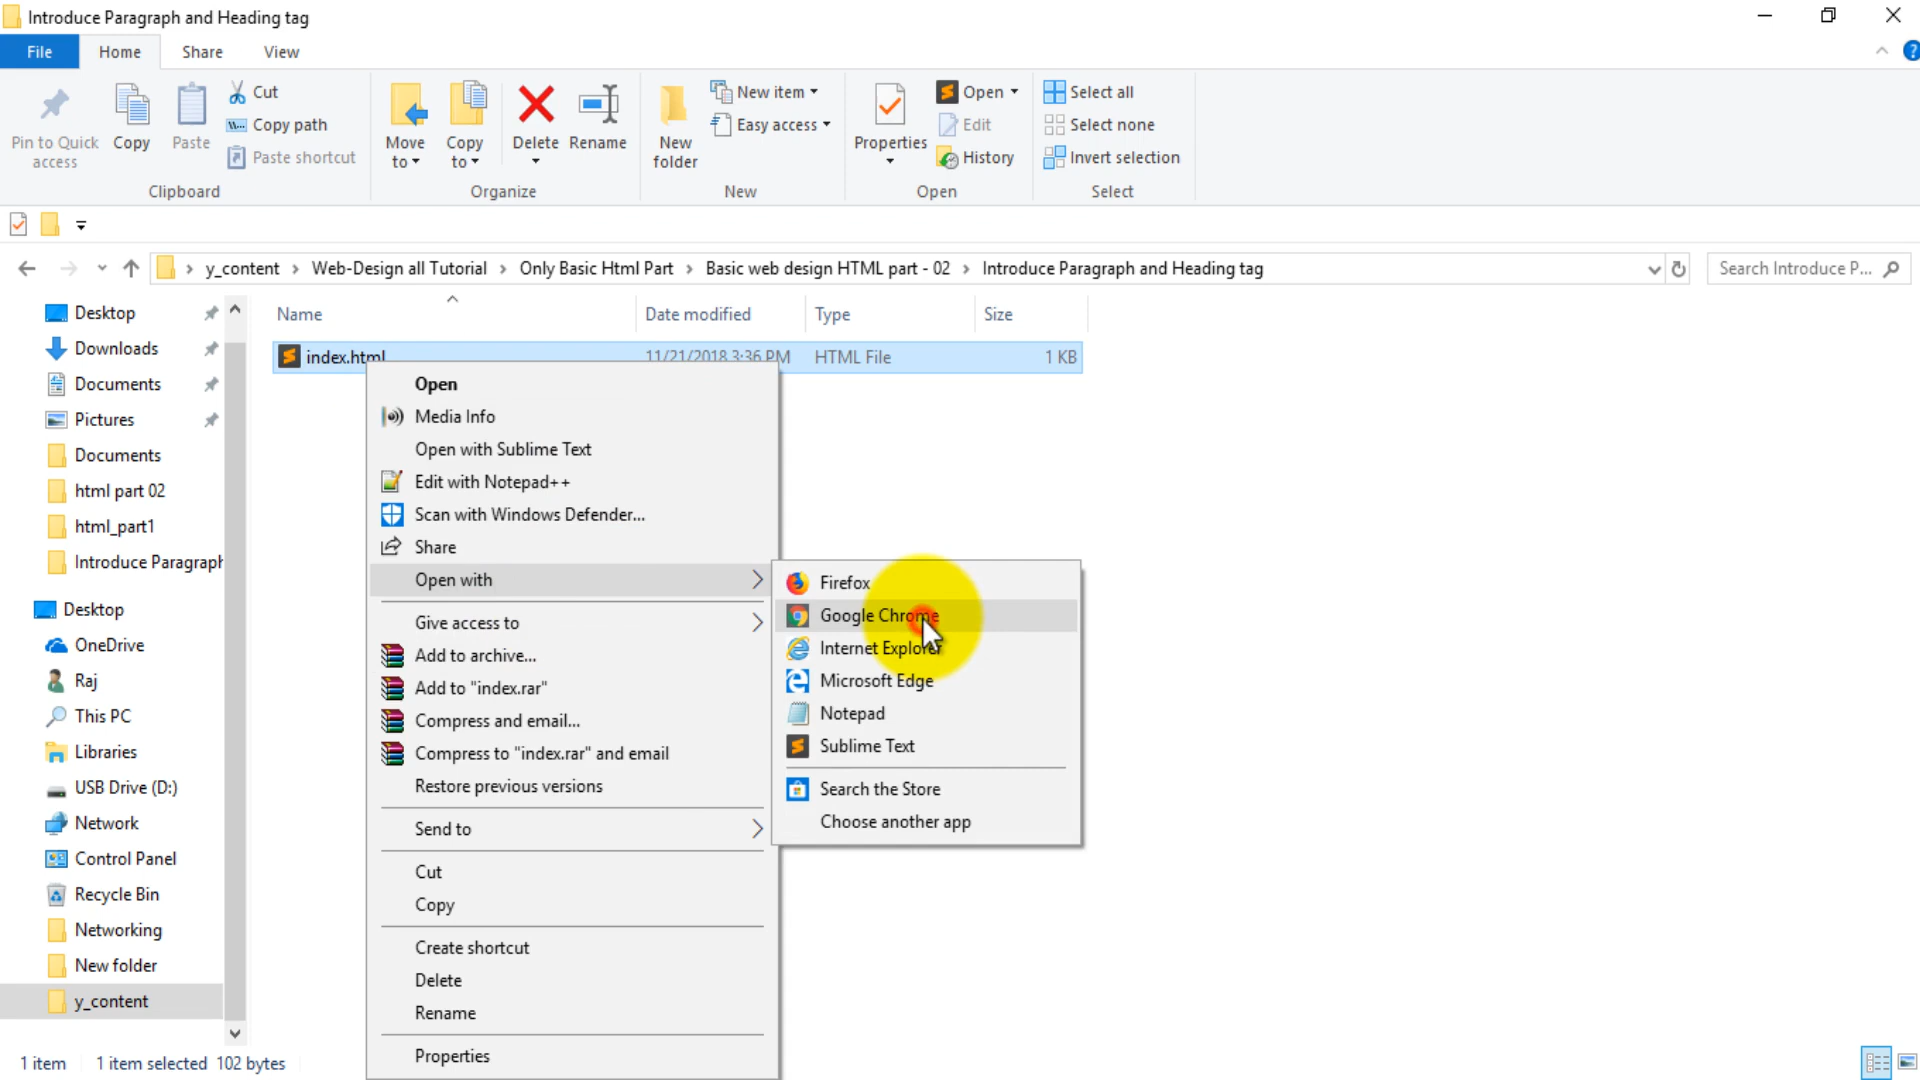 Introduce Paragraph and Heading tag
File Home Share View
Pin to Quick access
Copy
Paste
Cut
Copy path
Paste shortcut
Clipboard
Move to
Copy to
Delete
Rename
Organize
New folder
New item
Easy access
New
Properties
Open
Edit
History
Open
Select all
Select none
Invert selection
Select
y_content › Web-Design all Tutorial › Only Basic Html Part › Basic web design HTML part - 02 › Introduce Paragraph and Heading tag
Search Introduce P...
Name Date modified Type Size
index.html 11/21/2018 3:36 PM HTML File 1 KB
Desktop
Downloads
Documents
Pictures
Documents
html part 02
html_part1
Introduce Paragraph
Desktop
OneDrive
Raj
This PC
Libraries
USB Drive (D:)
Network
Control Panel
Recycle Bin
Networking
New folder
y_content
Open
Media Info
Open with Sublime Text
Edit with Notepad++
Scan with Windows Defender...
Share
Open with
Give access to
Add to archive...
Add to "index.rar"
Compress and email...
Compress to "index.rar" and email
Restore previous versions
Send to
Cut
Copy
Create shortcut
Delete
Rename
Properties
Firefox
Google Chrome
Internet Explorer
Microsoft Edge
Notepad
Sublime Text
Search the Store
Choose another app
1 item 1 item selected 102 bytes